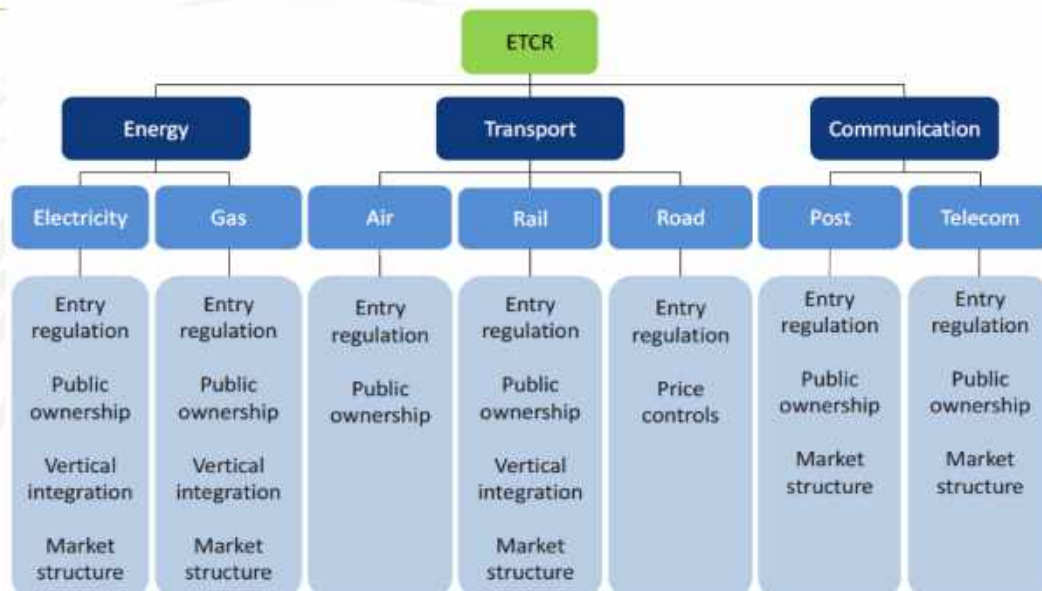 ETCR
Energy
Transport
Communication
Electricity
Gas
Air
Rail
Road
Post
Telecom
Entry
regulation
Public
ownership
Vertical
integration
Market
structure
Entry
regulation
Public
ownership
Vertical
integration
Market
structure
Entry
regulation
Public
ownership
Entry
regulation
Public
ownership
Vertical
integration
Market
structure
Entry
regulation
Price
controls
Entry
regulation
Public
ownership
Market
structure
Entry
regulation
Public
ownership
Market
structure